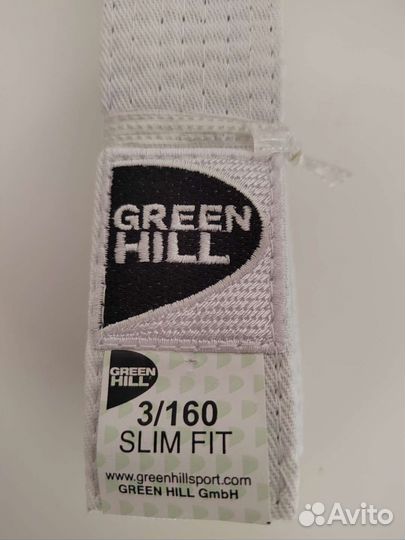 GREEN
HILL
GREEN
HILL
3/160
SLIM FIT
www.greenhillsport.com
GREEN HILL GmbH
Avito